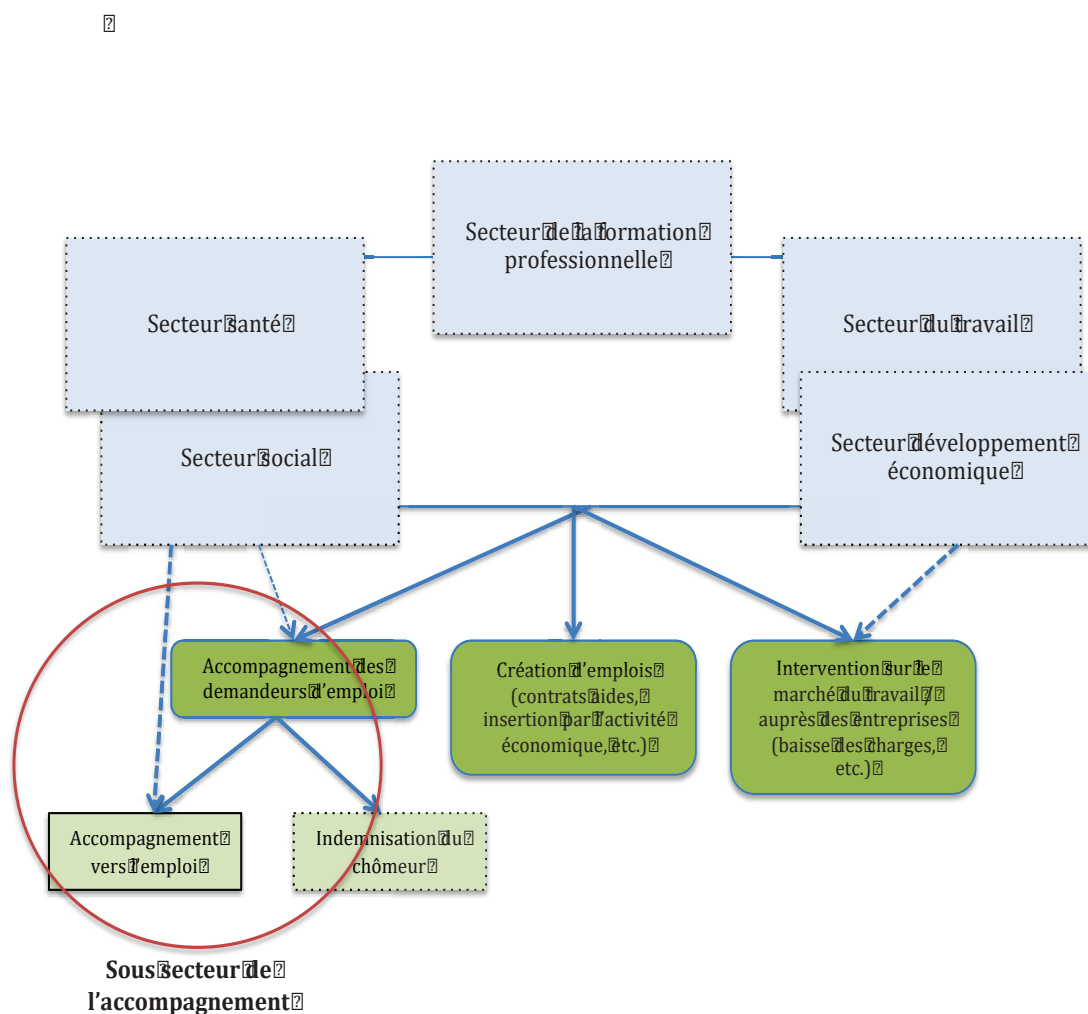 Secteur de la formation
professionnelle
Secteur santé
Secteur du travail
Secteur social
Secteur développement
économique
Accompagnement des
demandeurs d'emploi
Création d'emplois
(contrats aides,
insertion par l'activité
économique, etc.)
Intervention sur le
marché du travail /
auprès des entreprises
(baisse des charges,
etc.)
Accompagnement
vers l'emploi
Indemnisation du
chômeur
Sous secteur de
l'accompagnement